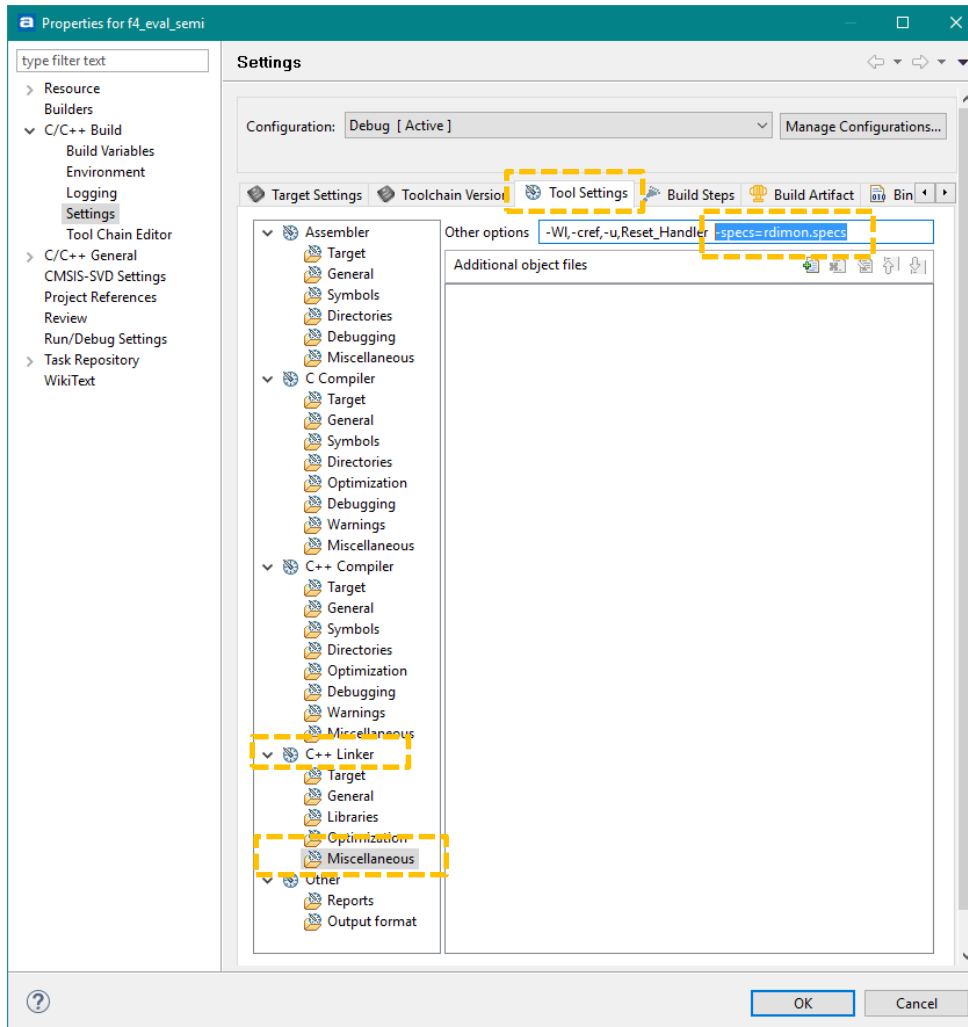 a Properties for f4_eval_semi
type filter text
Resource
Builders
C/C++ Build
Build Variables
Environment
Logging
Settings
Tool Chain Editor
C/C++ General
CMSIS-SVD Settings
Project References
Review
Run/Debug Settings
Task Repository
WikiText
Settings
Configuration: Debug [ Active ] Manage Configurations...
Target Settings Toolchain Version Tool Settings Build Steps Build Artifact 010 Bin
Assembler
Target
General
Symbols
Directories
Debugging
Miscellaneous
C Compiler
Target
General
Symbols
Directories
Optimization
Debugging
Warnings
Miscellaneous
C++ Compiler
Target
General
Symbols
Directories
Optimization
Debugging
Warnings
Miscellaneous
C++ Linker
Target
General
Libraries
Optimization
Miscellaneous
Other
Reports
Output format
Other options -Wl,-cref,-u,Reset_Handler -specs=rdimon.specs
Additional object files
? OK Cancel